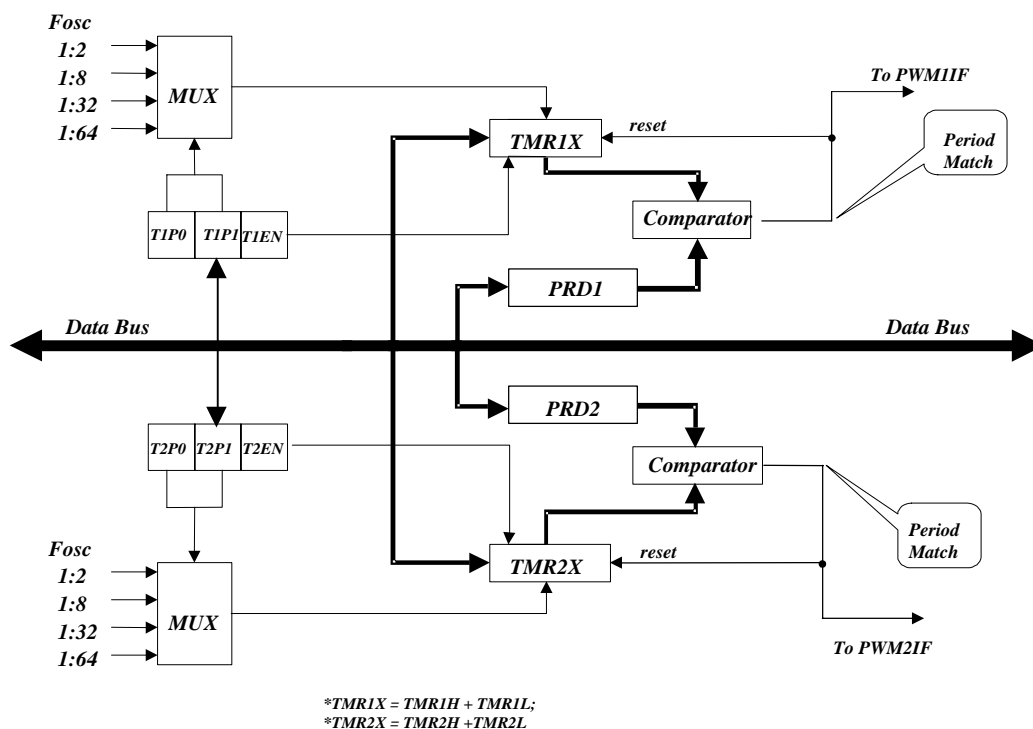 Fosc
1:2
1:8
1:32
1:64
MUX
To PWM1IF
reset
TMR1X
Period
Match
Comparator
T1P0 T1P1 T1EN
PRD1
Data Bus
Data Bus
PRD2
T2P0 T2P1 T2EN
Comparator
Period
Match
Fosc
1:2
1:8
1:32
1:64
MUX
reset
TMR2X
To PWM2IF
*TMR1X = TMR1H + TMR1L;
*TMR2X = TMR2H +TMR2L